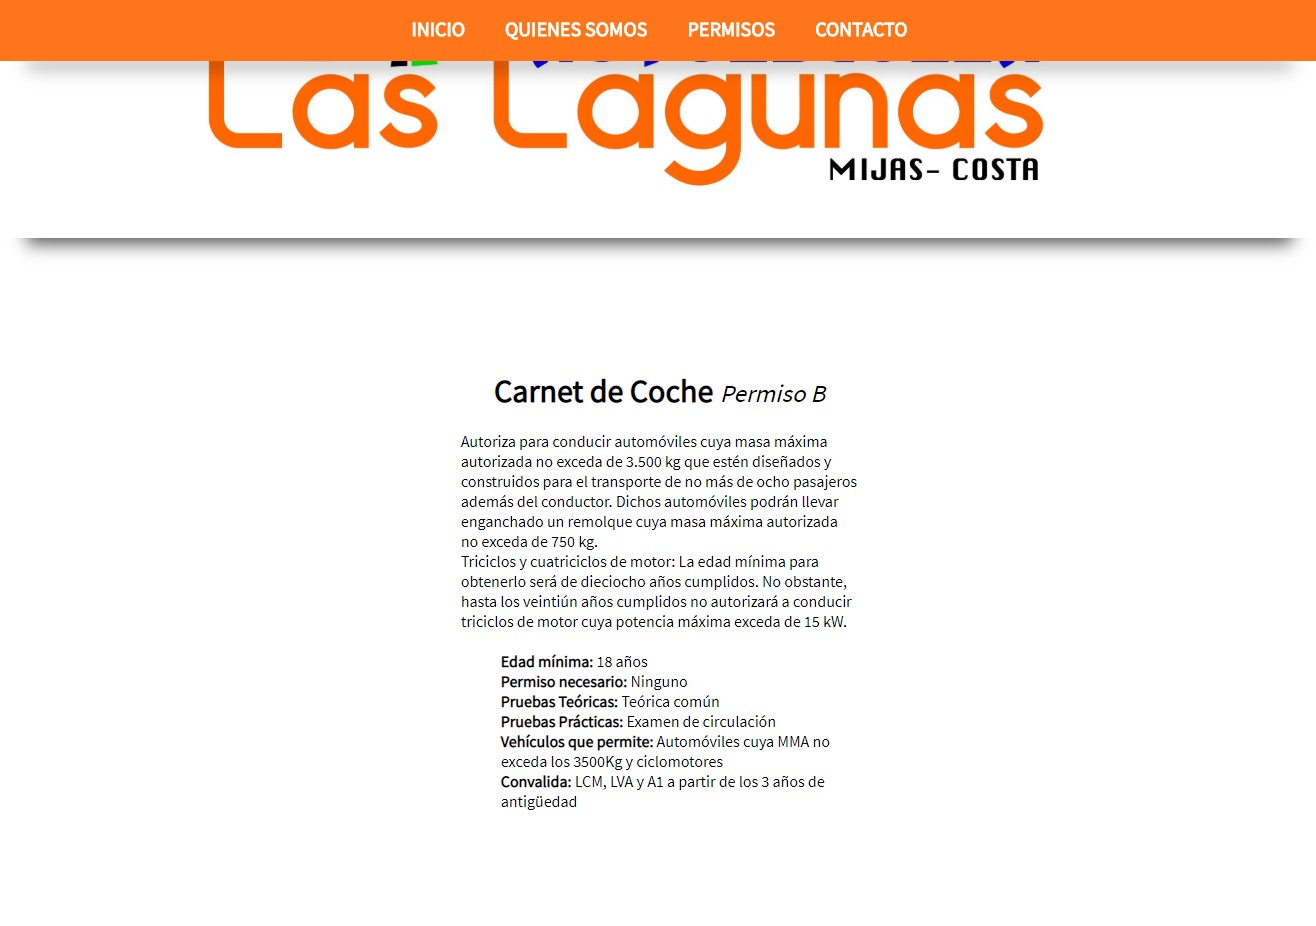 INICIO QUIENES SOMOS PERMISOS CONTACTO
Las Lagunas
MIJAS- COSTA
Carnet de Coche Permiso B
Autoriza para conducir automóviles cuya masa máxima
autorizada no exceda de 3.500 kg que estén diseñados y
construidos para el transporte de no más de ocho pasajeros
además del conductor. Dichos automóviles podrán llevar
enganchado un remolque cuya masa máxima autorizada
no exceda de 750 kg.
Triciclos y cuatriciclos de motor: La edad mínima para
obtenerlo será de dieciocho años cumplidos. No obstante,
hasta los veintiún años cumplidos no autorizará a conducir
triciclos de motor cuya potencia máxima exceda de 15 kW.
Edad mínima: 18 años
Permiso necesario: Ninguno
Pruebas Teóricas: Teórica común
Pruebas Prácticas: Examen de circulación
Vehículos que permite: Automóviles cuya MMA no
exceda los 3500Kg y ciclomotores
Convalida: LCM, LVA y A1 a partir de los 3 años de
antigüedad